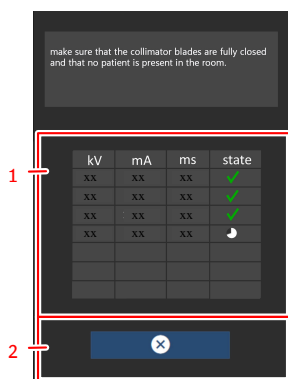 make sure that the collimator blades are fully closed
and that no patient is present in the room.
1
kV mA ms state
xx xx xx
xx xx xx
xx xx xx
xx xx xx
2